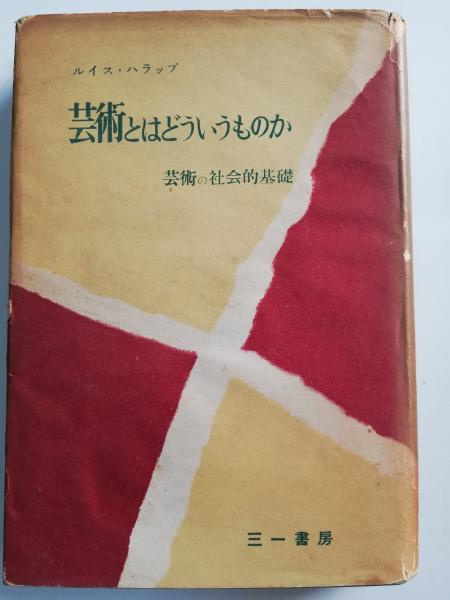 ルイス・ハラップ
芸術とはどういうものか
芸術の社会的基礎
三一書房